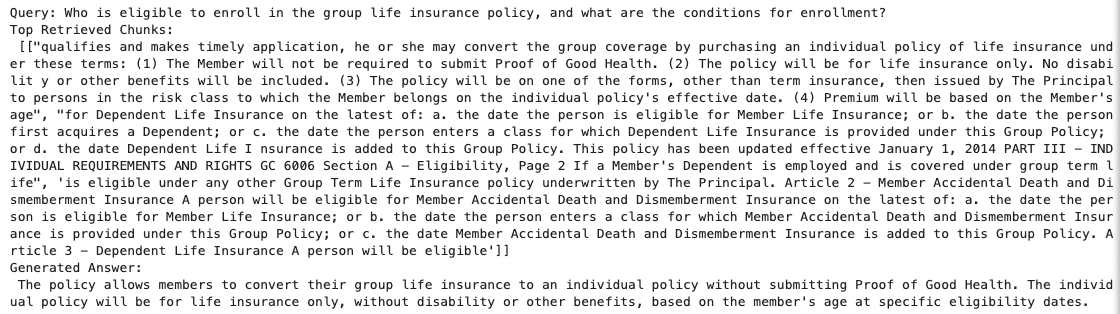 Query: Who is eligible to enroll in the group life insurance policy, and what are the conditions for enrollment?
Top Retrieved Chunks:
[["qualifies and makes timely application, he or she may convert the group coverage by purchasing an individual policy of life insurance und
er these terms: (1) The Member will not be required to submit Proof of Good Health. (2) The policy will be for life insurance only. No disabi
lit y or other benefits will be included. (3) The policy will be on one of the forms, other than term insurance, then issued by The Principal
to persons in the risk class to which the Member belongs on the individual policy's effective date. (4) Premium will be based on the Member's
age", "for Dependent Life Insurance on the latest of: a. the date the person is eligible for Member Life Insurance; or b. the date the person
first acquires a Dependent; or c. the date the person enters a class for which Dependent Life Insurance is provided under this Group Policy;
or d. the date Dependent Life I nsurance is added to this Group Policy. This policy has been updated effective January 1, 2014 PART III – IND
IVIDUAL REQUIREMENTS AND RIGHTS GC 6006 Section A – Eligibility, Page 2 If a Member's Dependent is employed and is covered under group term l
ife", 'is eligible under any other Group Term Life Insurance policy underwritten by The Principal. Article 2 – Member Accidental Death and Di
smemberment Insurance A person will be eligible for Member Accidental Death and Dismemberment Insurance on the latest of: a. the date the per
son is eligible for Member Life Insurance; or b. the date the person enters a class for which Member Accidental Death and Dismemberment Insur
ance is provided under this Group Policy; or c. the date Member Accidental Death and Dismemberment Insurance is added to this Group Policy. A
rticle 3 – Dependent Life Insurance A person will be eligible']]
Generated Answer:
The policy allows members to convert their group life insurance to an individual policy without submitting Proof of Good Health. The individ
ual policy will be for life insurance only, without disability or other benefits, based on the member's age at specific eligibility dates.